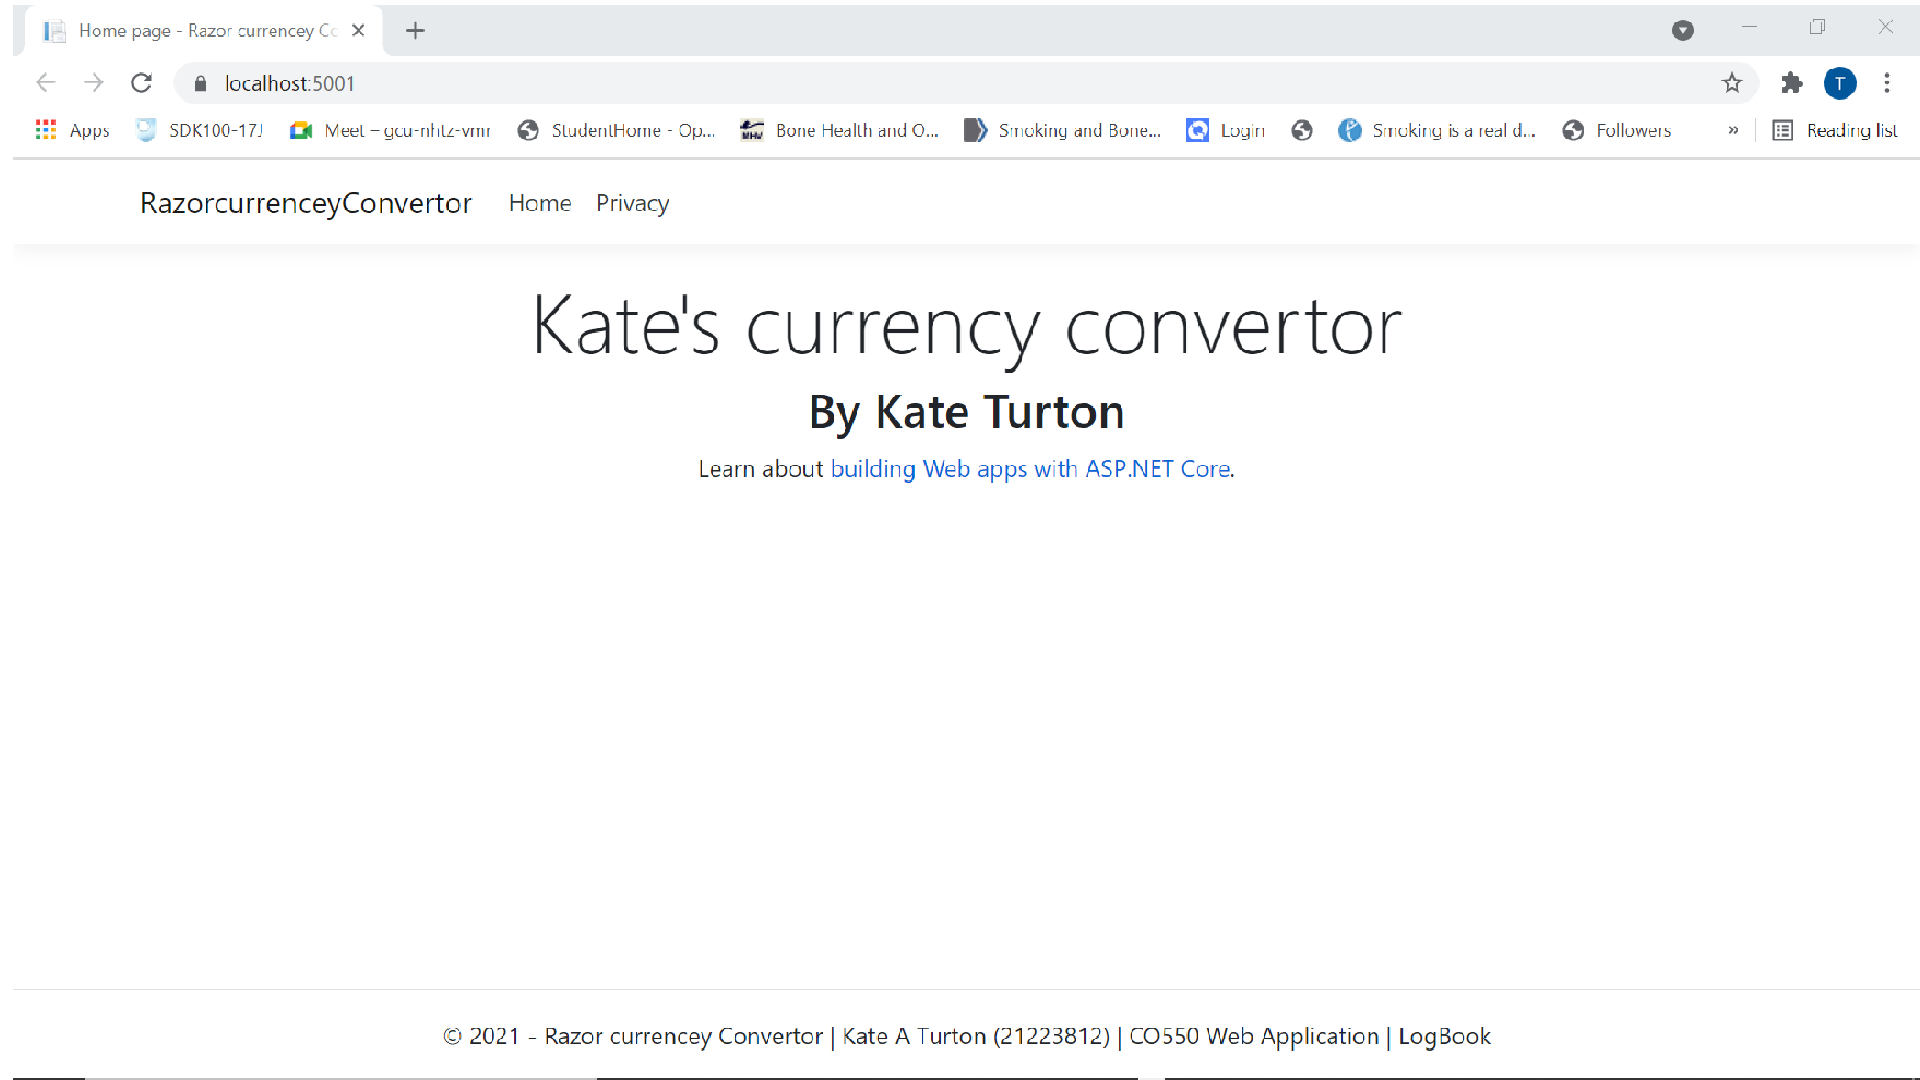 Home page - Razor currencey Co
localhost:5001
T
Apps SDK100-17J Meet – gcu-nhtz-vmr StudentHome - Op... Bone Health and O... Smoking and Bone... Login Smoking is a real d... Followers » Reading list
RazorcurrenceyConvertor Home Privacy
Kate's currency convertor
By Kate Turton
Learn about building Web apps with ASP.NET Core.
© 2021 - Razor currencey Convertor | Kate A Turton (21223812) | CO550 Web Application | LogBook